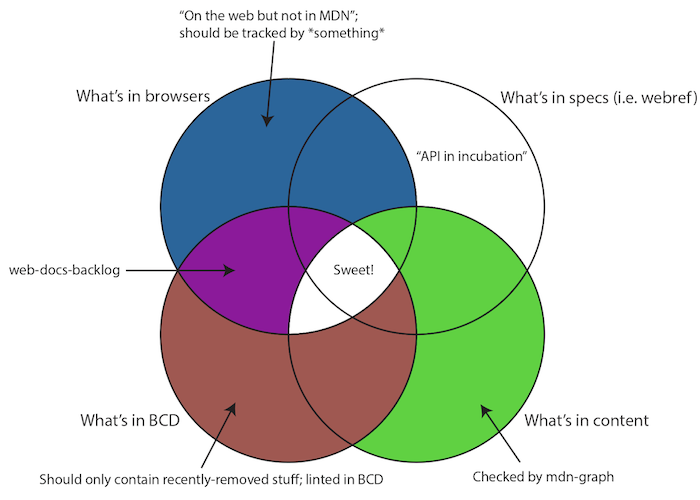 “On the web but not in MDN”;
should be tracked by *something*
What’s in browsers
What’s in specs (i.e. webref)
“API in incubation”
web-docs-backlog
Sweet!
What’s in BCD
What’s in content
Should only contain recently-removed stuff; linted in BCD
Checked by mdn-graph